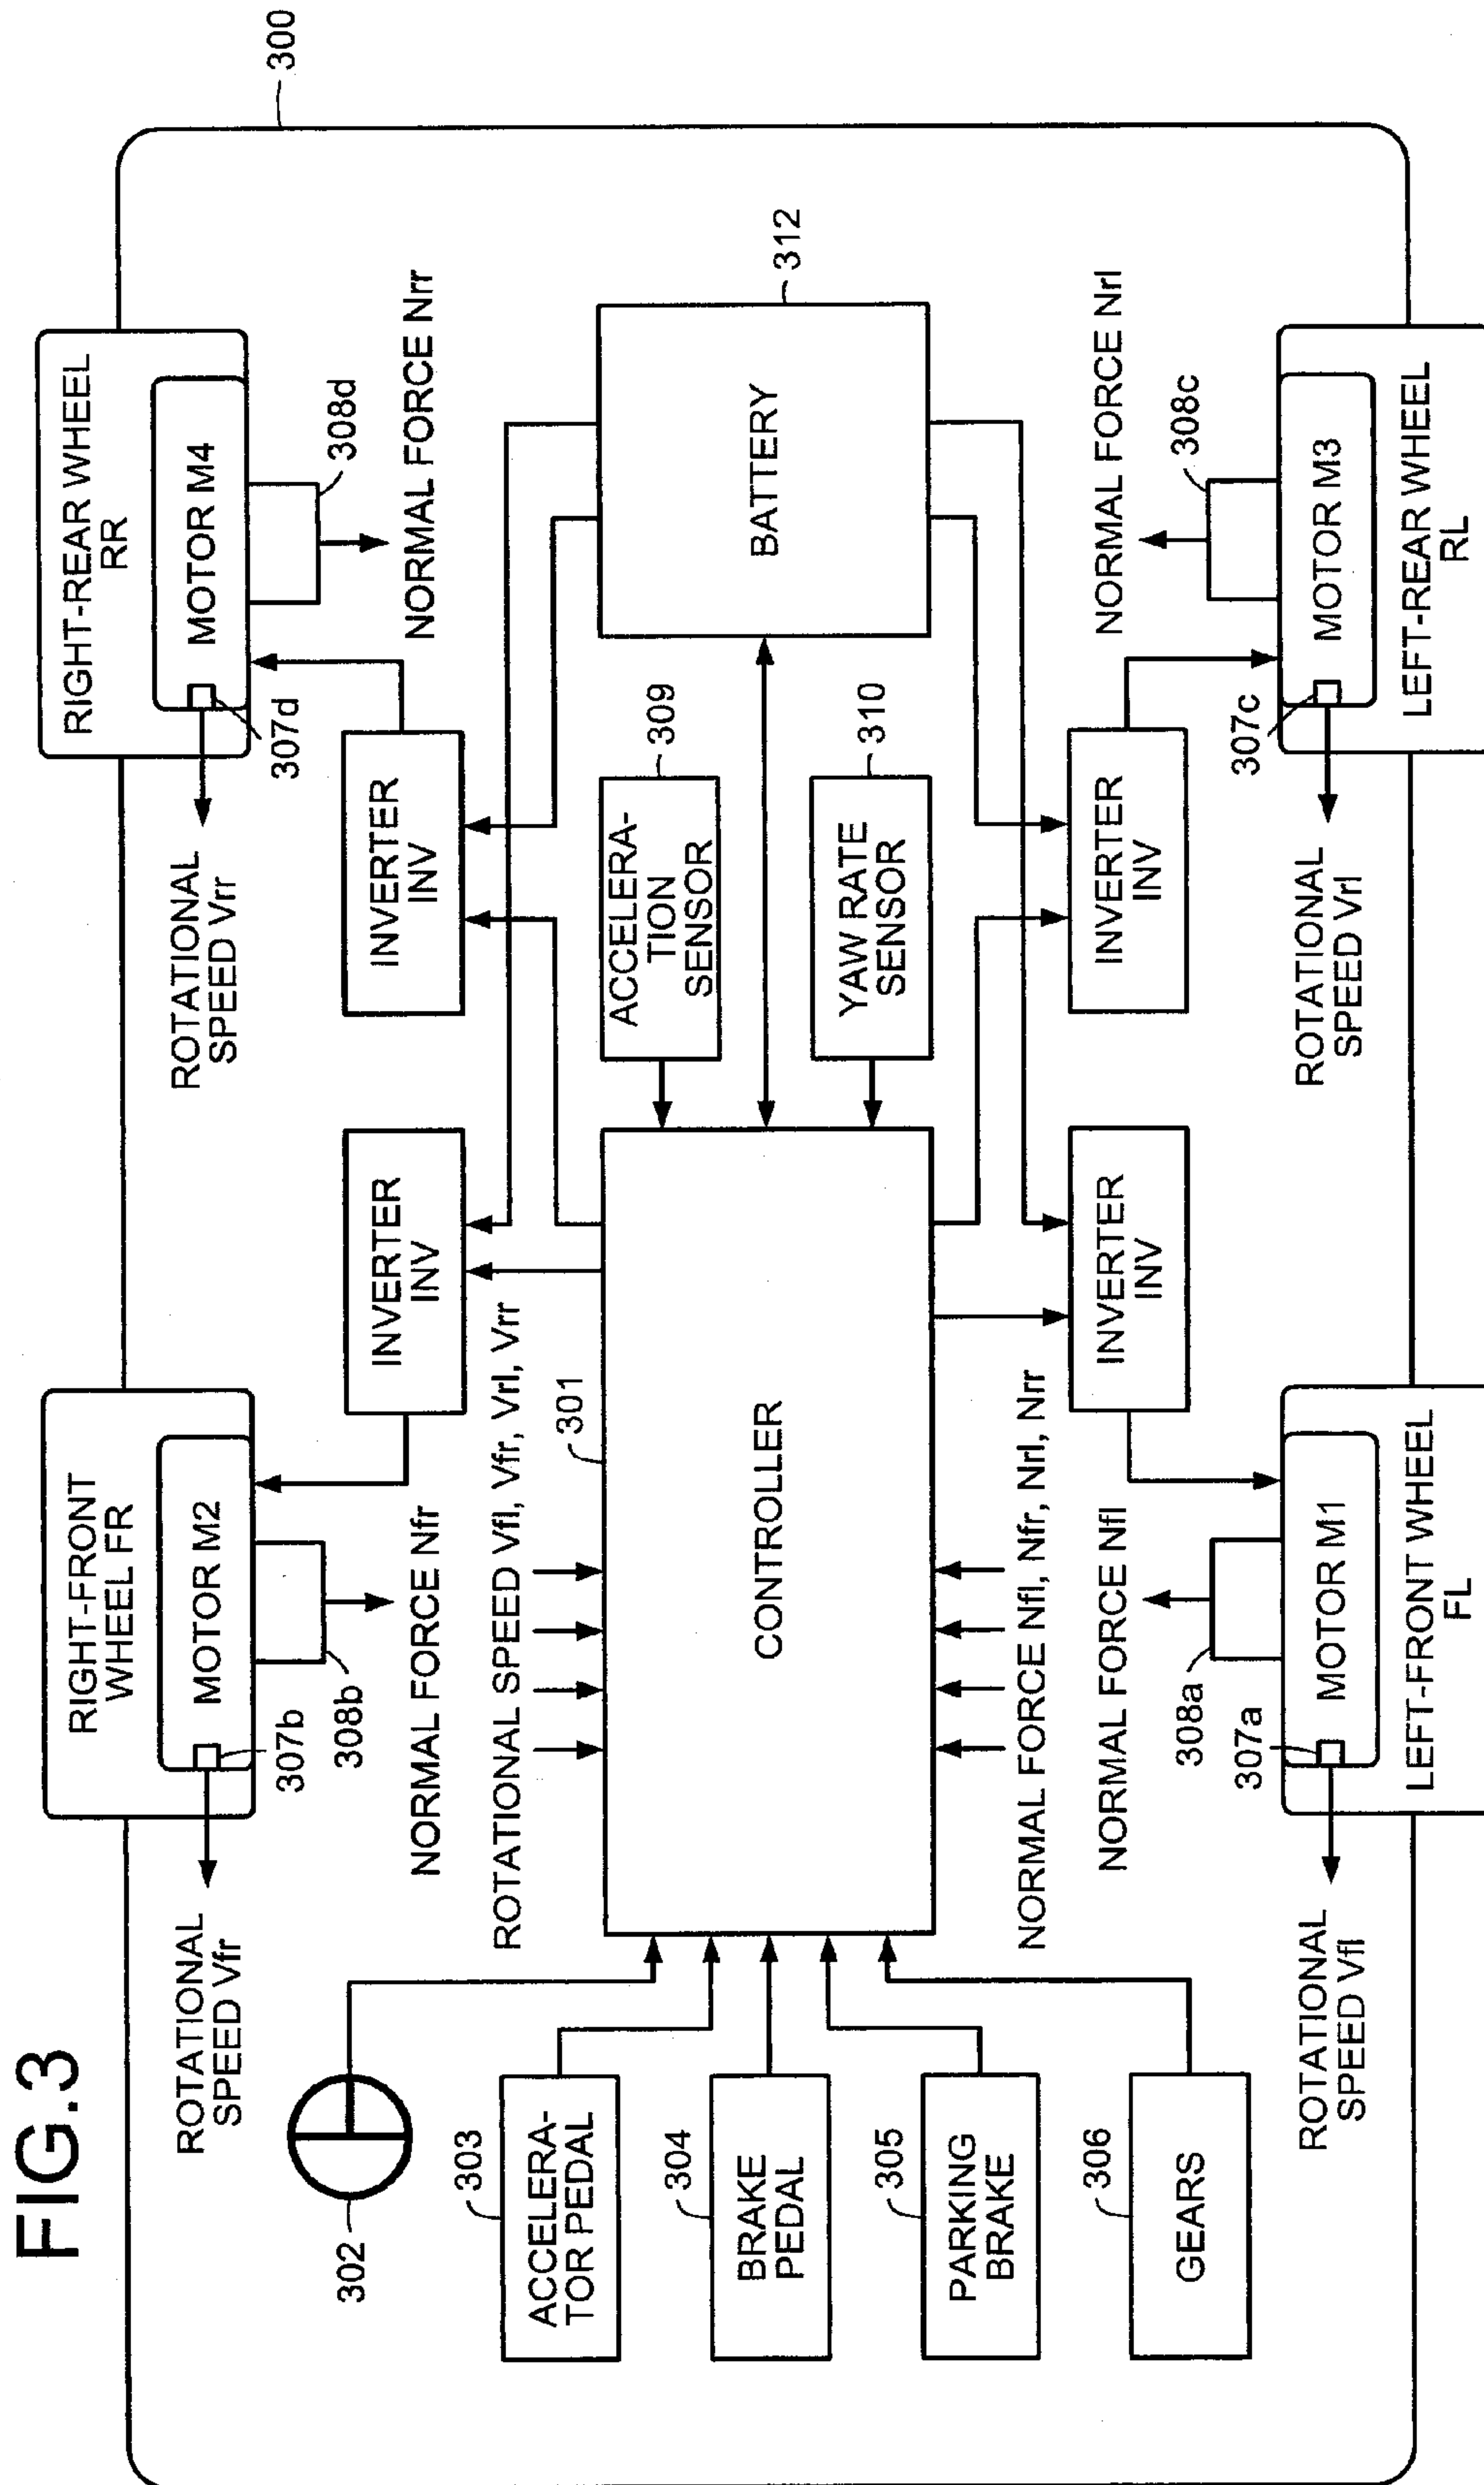 FIG.3
300
RIGHT-FRONT
WHEEL FR
MOTOR M2
307b
308b
ROTATIONAL
SPEED Vfr
NORMAL FORCE Nfr
RIGHT-REAR WHEEL
RR
MOTOR M4
307d
308d
ROTATIONAL
SPEED Vrr
NORMAL FORCE Nrr
INVERTER
INV
INVERTER
INV
302
303
ACCELERA-
TOR PEDAL
304
BRAKE
PEDAL
305
PARKING
BRAKE
306
GEARS
ROTATIONAL SPEED Vfl, Vfr, Vrl, Vrr
301
CONTROLLER
NORMAL FORCE Nfl, Nfr, Nrl, Nrr
309
ACCELERA-
TION
SENSOR
310
YAW RATE
SENSOR
312
BATTERY
INVERTER
INV
INVERTER
INV
NORMAL FORCE Nfl
308a
307a
MOTOR M1
LEFT-FRONT WHEEL
FL
ROTATIONAL
SPEED Vfl
NORMAL FORCE Nrl
308c
307c
MOTOR M3
LEFT-REAR WHEEL
RL
ROTATIONAL
SPEED Vrl